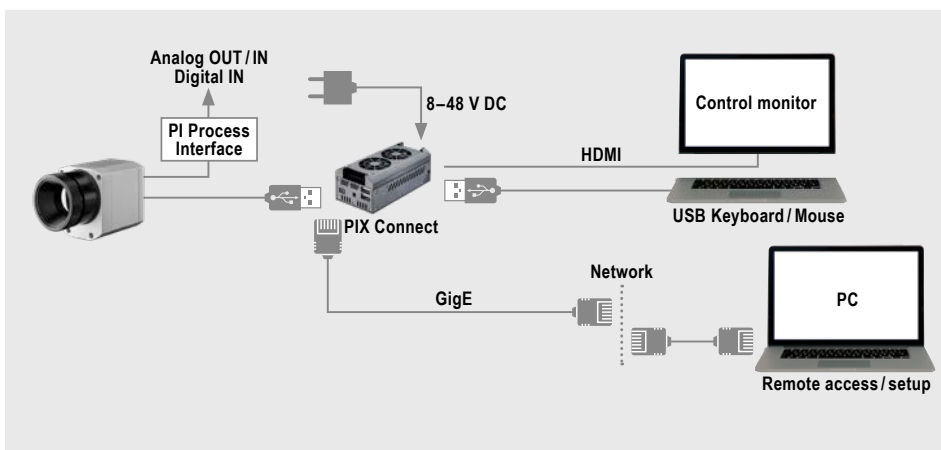 Analog OUT / IN
Digital IN
8–48 V DC
PI Process
Interface
Control monitor
HDMI
USB Keyboard / Mouse
PIX Connect
Network
GigE
PC
Remote access / setup